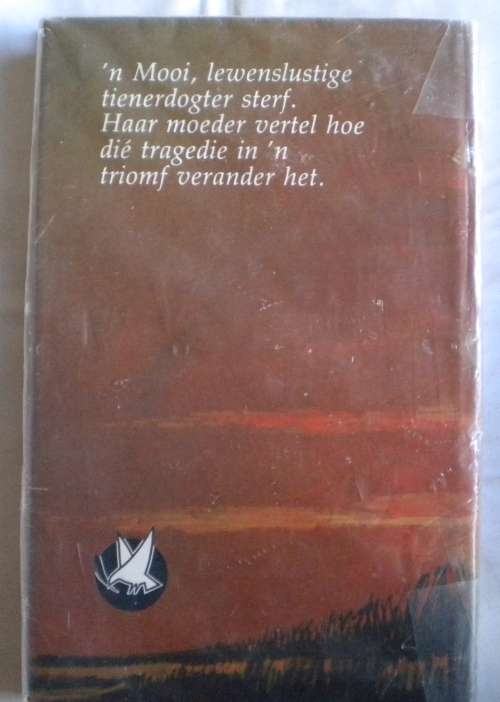 'n Mooi, lewenslustige
tienerdogter sterf.
Haar moeder vertel hoe
dié tragedie in 'n
triomf verander het.